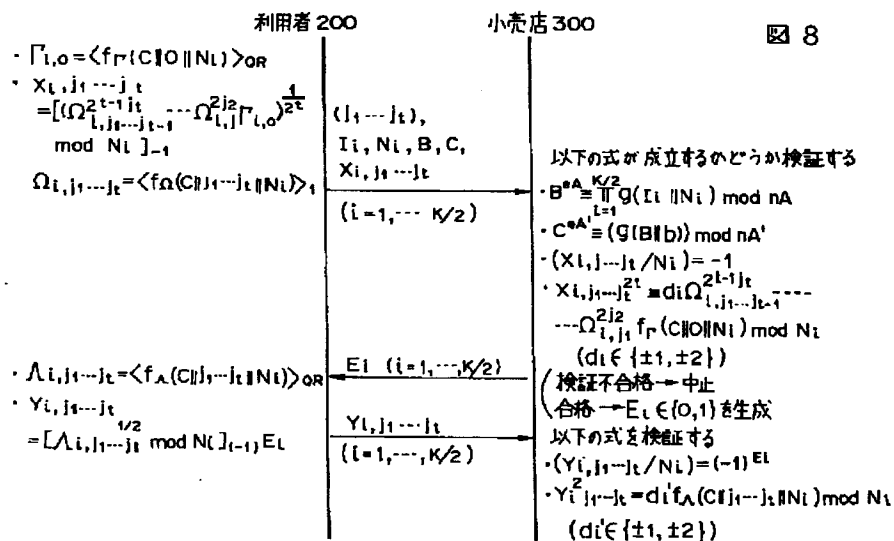 利用者 200
小売店 300
図 8
・Γi,0=<fΓ(C∥0∥Ni)>QR
・Xi,j1…jt
=[(Ω^{2^{t-1}jt}_{i,j1…jt-1} …Ω^{2j2}_{i,j1}Γi,0)^{1/2^t}
mod Ni]-1
Ωi,j1…jt=<fΩ(C∥j1…jt∥Ni)>1
(j1…jt),
Ii,Ni,B,C,
Xi,j1…jt
(i=1,…K/2)
以下の式が成立するかどうか検証する
・B^{eA}≡∏_{i=1}^{K/2} g(Ii∥Ni) mod nA
・C^{eA'}≡(g(B∥b)) mod nA'
・(Xi,j…jt/Ni)=-1
・Xi,j1…jt^{2^t}≡diΩ^{2^{t-1}jt}_{i,j1…jt-1}……
…Ω^{2j2}_{i,j1} fΓ(C∥0∥Ni) mod Ni
(di∈{±1,±2})
検証不合格→中止
合格→Ei∈{0,1}を生成
Ei (i=1,…,K/2)
・Λi,j1…jt=<fΛ(C∥j1…jt∥Ni)>QR
・Yi,j1…jt
=[Λi,j1…jt^{1/2} mod Ni](-1)Ei
Yi,j1…jt
(i=1,…,K/2)
以下の式を検証する
・(Yi,j1…jt/Ni)=(-1)^{Ei}
・Yi^2 j1…jt=di'fΛ(C∥j1…jt∥Ni) mod Ni
(di'∈{±1,±2})